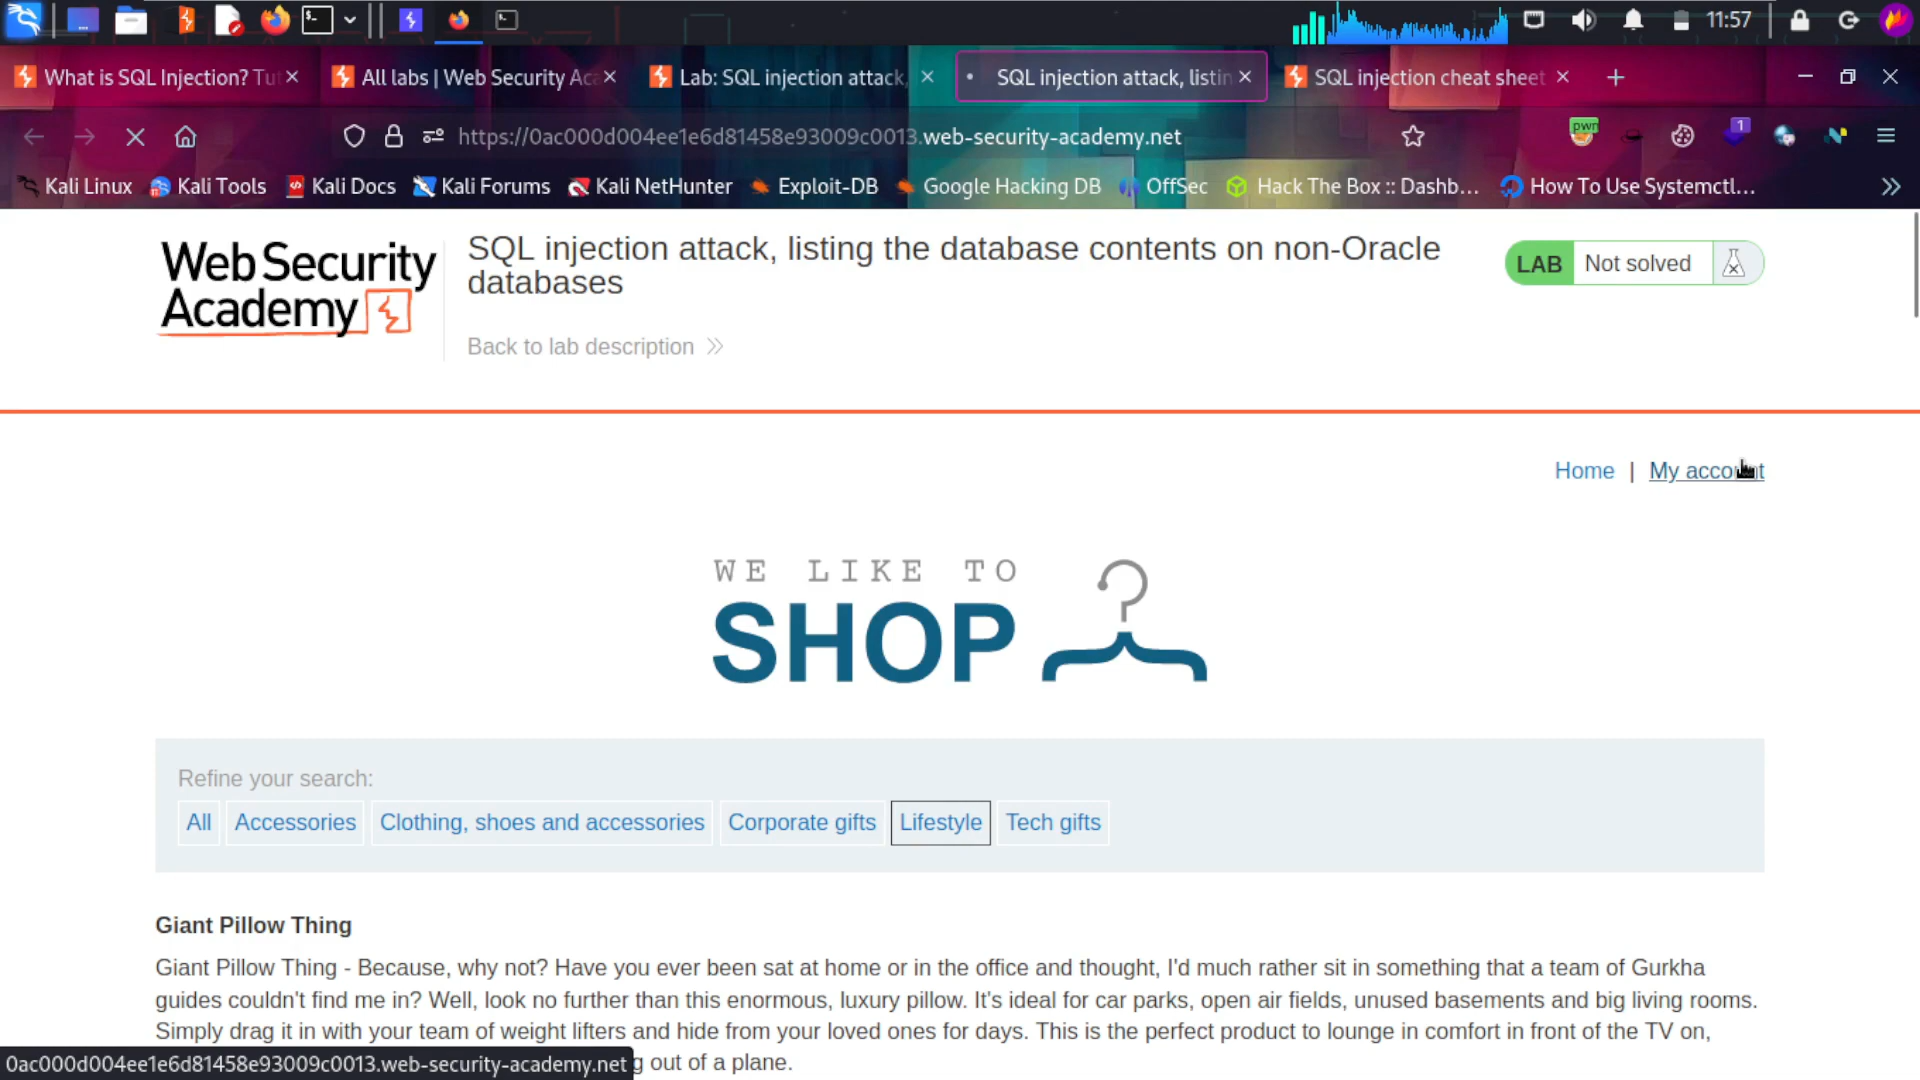 11:57
What is SQL Injection? Tut
All labs | Web Security Aca
Lab: SQL injection attack,
SQL injection attack, listin
SQL injection cheat sheet
https://0ac000d004ee1e6d81458e93009c0013.web-security-academy.net
pwn
1
Kali Linux
Kali Tools
Kali Docs
Kali Forums
Kali NetHunter
Exploit-DB
Google Hacking DB
OffSec
Hack The Box :: Dashb...
How To Use Systemctl...
Web Security
Academy
SQL injection attack, listing the database contents on non-Oracle
databases
Back to lab description
LAB Not solved
Home | My account
WE LIKE TO
SHOP
Refine your search:
All
Accessories
Clothing, shoes and accessories
Corporate gifts
Lifestyle
Tech gifts
Giant Pillow Thing
Giant Pillow Thing - Because, why not? Have you ever been sat at home or in the office and thought, I'd much rather sit in something that a team of Gurkha
guides couldn't find me in? Well, look no further than this enormous, luxury pillow. It's ideal for car parks, open air fields, unused basements and big living rooms.
Simply drag it in with your team of weight lifters and hide from your loved ones for days. This is the perfect product to lounge in comfort in front of the TV on,
g out of a plane.
0ac000d004ee1e6d81458e93009c0013.web-security-academy.net